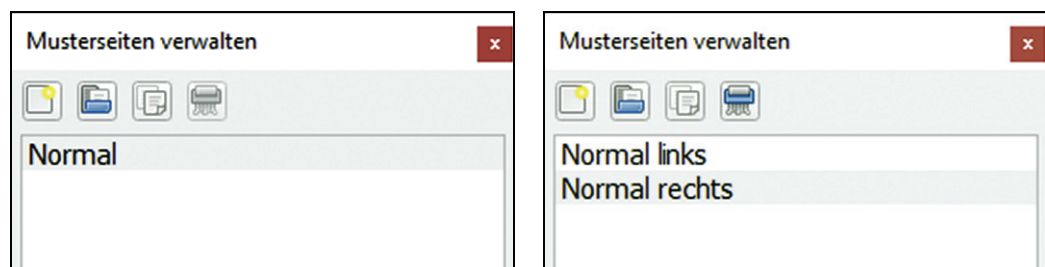 Musterseiten verwalten
x
Normal
Musterseiten verwalten
x
Normal links
Normal rechts